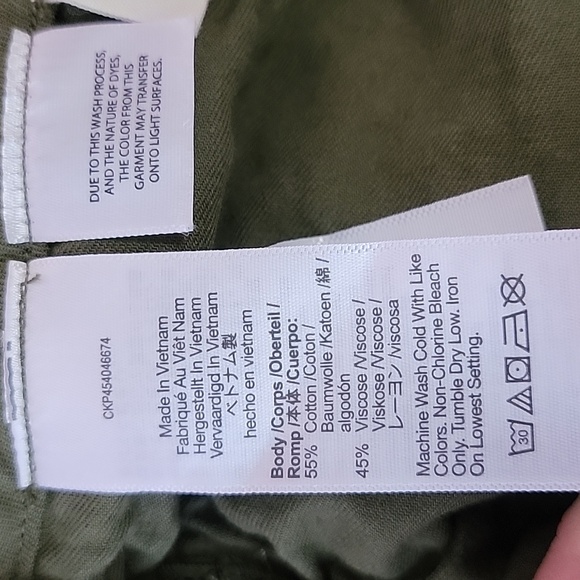 DUE TO THIS WASH PROCESS,
AND THE NATURE OF DYES,
THE COLOR FROM THIS
GARMENT MAY TRANSFER
ONTO LIGHT SURFACES.
CKP454046674
Made In Vietnam
Fabriqué Au Viêt Nam
Hergestellt In Vietnam
Vervaardigd In Vietnam
ベトナム製
hecho en vietnam
Body /Corps /Oberteil /
Romp /本体 /Cuerpo:
55% Cotton /Coton /
Baumwolle /Katoen /綿 /
algodón
45% Viscose /Viscose /
Viskose /Viscose /
レーヨン /viscosa
Machine Wash Cold With Like
Colors. Non-Chlorine Bleach
Only. Tumble Dry Low. Iron
On Lowest Setting.
30